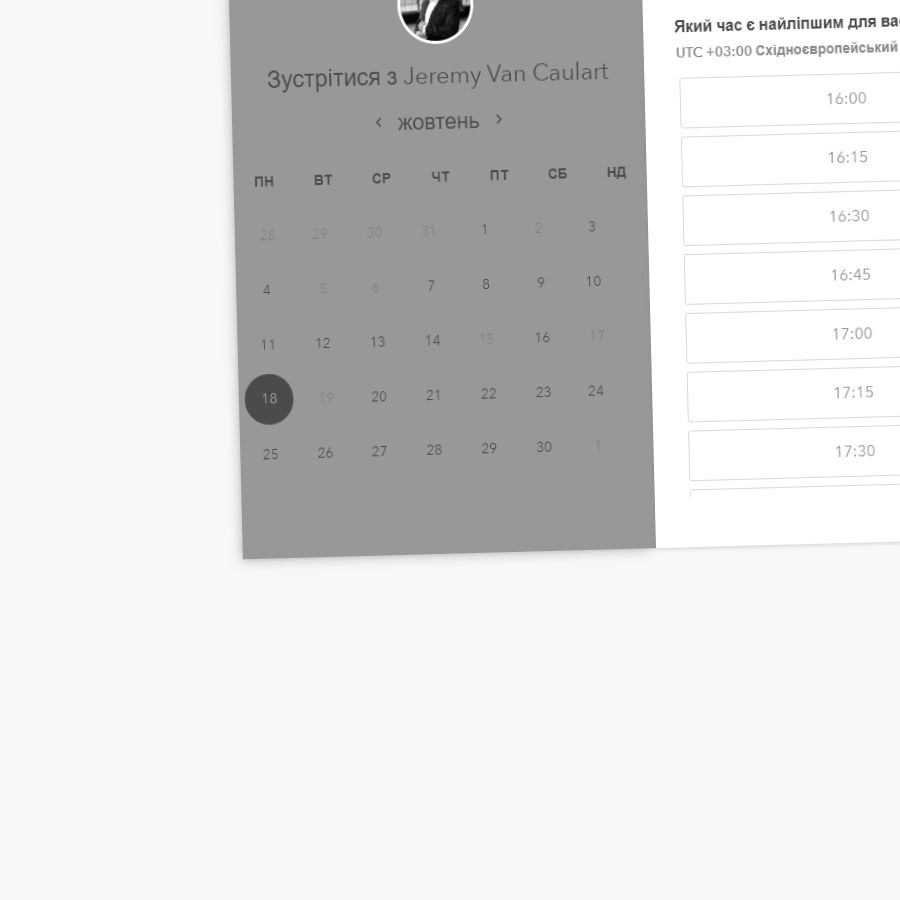 Зустрітися з Jeremy Van Caulart
‹ жовтень ›
ПН ВТ СР ЧТ ПТ СБ НД
28 29 30 31 1 2 3
4 5 6 7 8 9 10
11 12 13 14 15 16 17
18 19 20 21 22 23 24
25 26 27 28 29 30 1
Який час є найліпшим для
UTC +03:00 Східноєвропейський
16:00
16:15
16:30
16:45
17:00
17:15
17:30